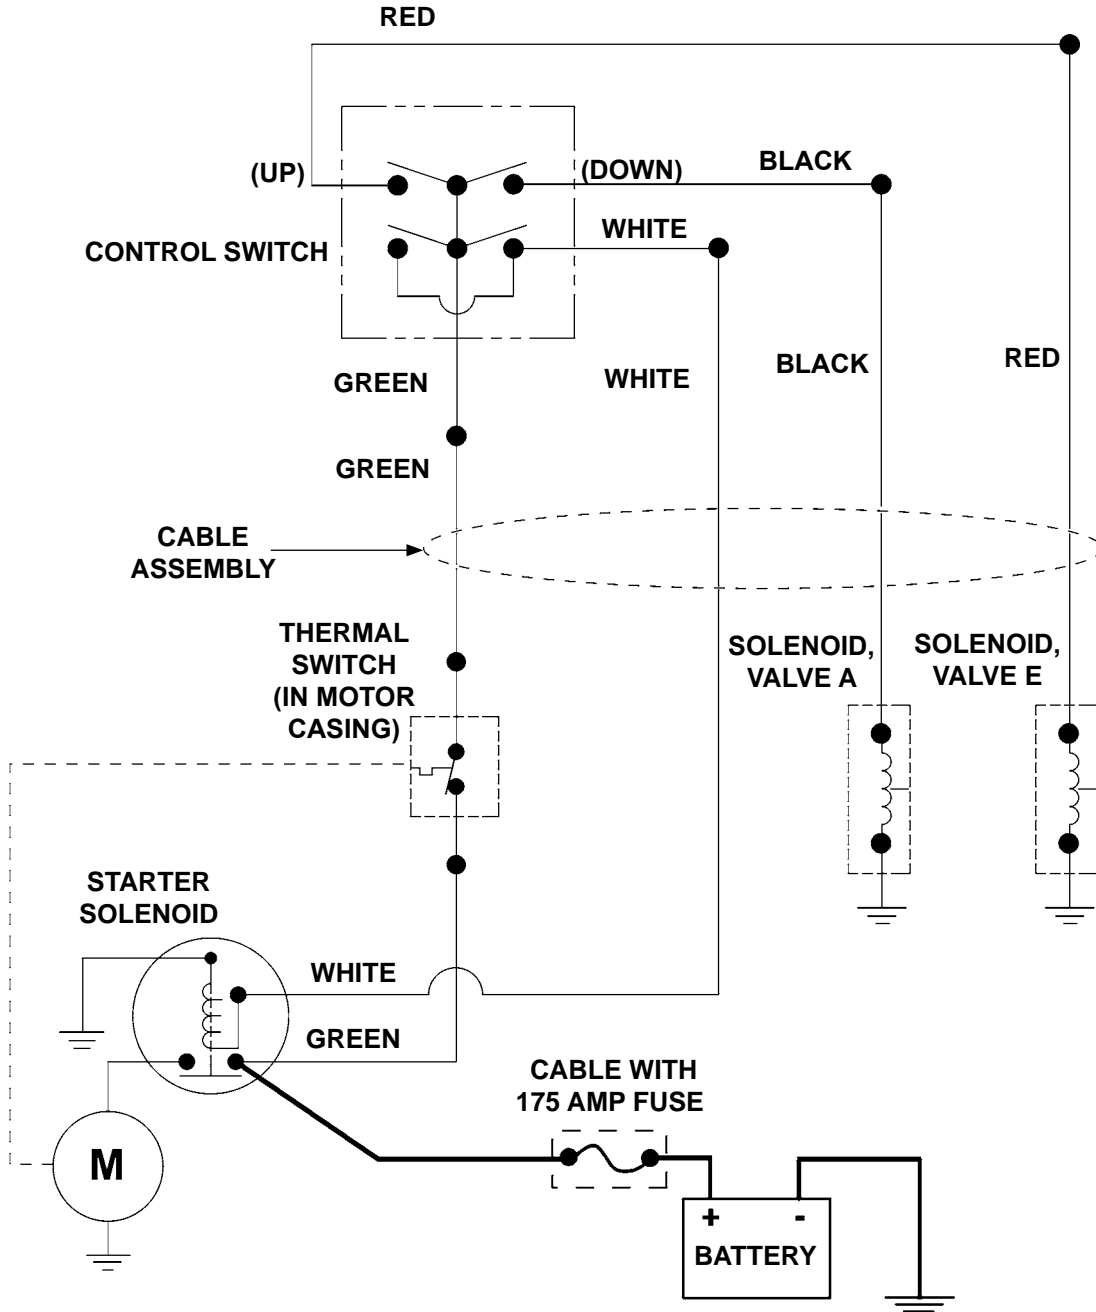 RED
(UP)
(DOWN)
BLACK
WHITE
CONTROL SWITCH
GREEN
WHITE
BLACK
RED
GREEN
CABLE
ASSEMBLY
THERMAL
SWITCH
(IN MOTOR
CASING)
SOLENOID,
VALVE A
SOLENOID,
VALVE E
STARTER
SOLENOID
WHITE
GREEN
CABLE WITH
175 AMP FUSE
M
+ -
BATTERY